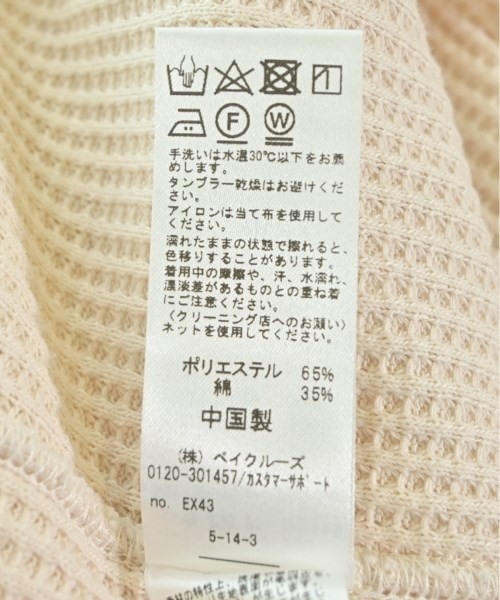 F W
手洗いは水温30℃以下をお薦
めします。
タンブラー乾燥はお避けくだ
さい。
アイロンは当て布を使用して
ください。
濡れたままの状態で擦れると、
色移りすることがあります。
着用中の摩擦や、汗、水濡れ、
濃淡差があるものとの重ね着
にご注意ください。
〈クリーニング店へのお願い〉
ネットを使用してください。
ポリエステル 65%
綿 35%
中国製
(株) ベイクルーズ
0120-301457/カスタマーサポート
no. EX43
5-14-3